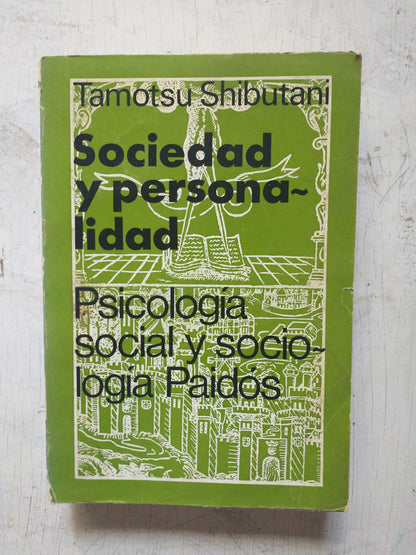 Tamotsu Shibutani
Sociedad
y persona~
lidad
Psicología
social y socio~
logía Paidós